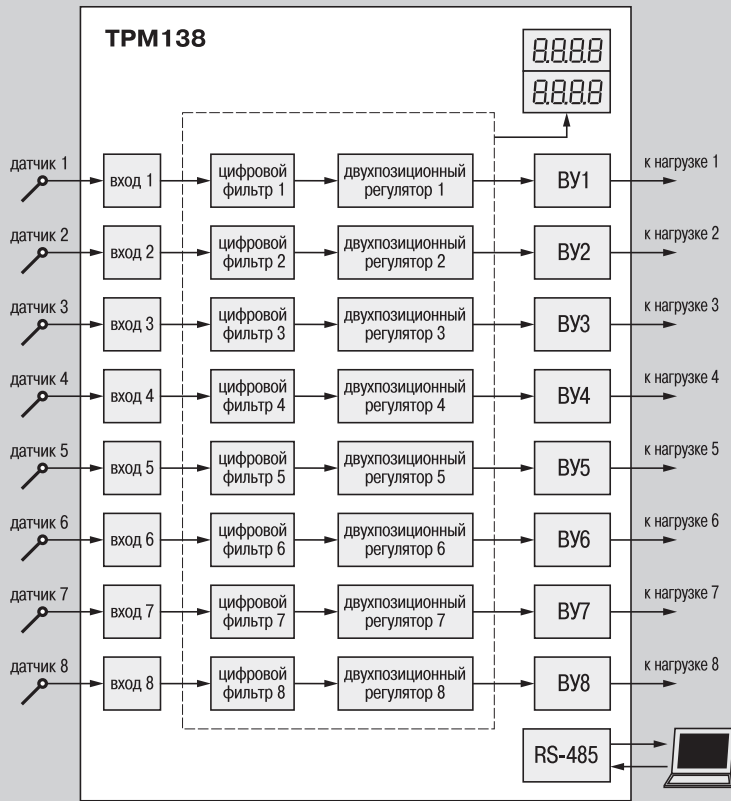 ТРМ138
8.8.8.8
8.8.8.8
датчик 1
вход 1
цифровой
фильтр 1
двухпозиционный
регулятор 1
ВУ1
к нагрузке 1
датчик 2
вход 2
цифровой
фильтр 2
двухпозиционный
регулятор 2
ВУ2
к нагрузке 2
датчик 3
вход 3
цифровой
фильтр 3
двухпозиционный
регулятор 3
ВУ3
к нагрузке 3
датчик 4
вход 4
цифровой
фильтр 4
двухпозиционный
регулятор 4
ВУ4
к нагрузке 4
датчик 5
вход 5
цифровой
фильтр 5
двухпозиционный
регулятор 5
ВУ5
к нагрузке 5
датчик 6
вход 6
цифровой
фильтр 6
двухпозиционный
регулятор 6
ВУ6
к нагрузке 6
датчик 7
вход 7
цифровой
фильтр 7
двухпозиционный
регулятор 7
ВУ7
к нагрузке 7
датчик 8
вход 8
цифровой
фильтр 8
двухпозиционный
регулятор 8
ВУ8
к нагрузке 8
RS-485